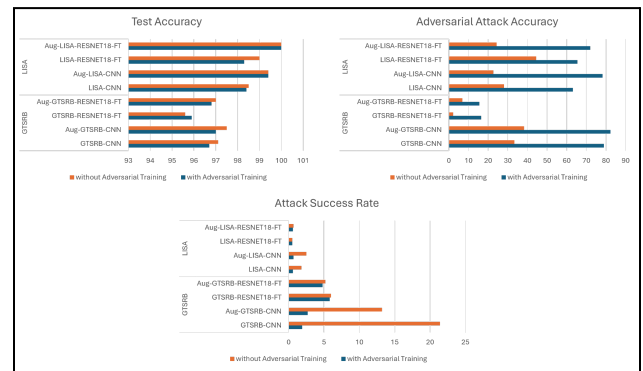 Test Accuracy
LISA
Aug-LISA-RESNET18-FT
LISA-RESNET18-FT
Aug-LISA-CNN
LISA-CNN
GTSRB
Aug-GTSRB-RESNET18-FT
GTSRB-RESNET18-FT
Aug-GTSRB-CNN
GTSRB-CNN
93 94 95 96 97 98 99 100 101
without Adversarial Training with Adversarial Training
Adversarial Attack Accuracy
LISA
Aug-LISA-RESNET18-FT
LISA-RESNET18-FT
Aug-LISA-CNN
LISA-CNN
GTSRB
Aug-GTSRB-RESNET18-FT
GTSRB-RESNET18-FT
Aug-GTSRB-CNN
GTSRB-CNN
0 10 20 30 40 50 60 70 80 90
without Adversarial Training with Adversarial Training
Attack Success Rate
LISA
Aug-LISA-RESNET18-FT
LISA-RESNET18-FT
Aug-LISA-CNN
LISA-CNN
GTSRB
Aug-GTSRB-RESNET18-FT
GTSRB-RESNET18-FT
Aug-GTSRB-CNN
GTSRB-CNN
0 5 10 15 20 25
without Adversarial Training with Adversarial Training